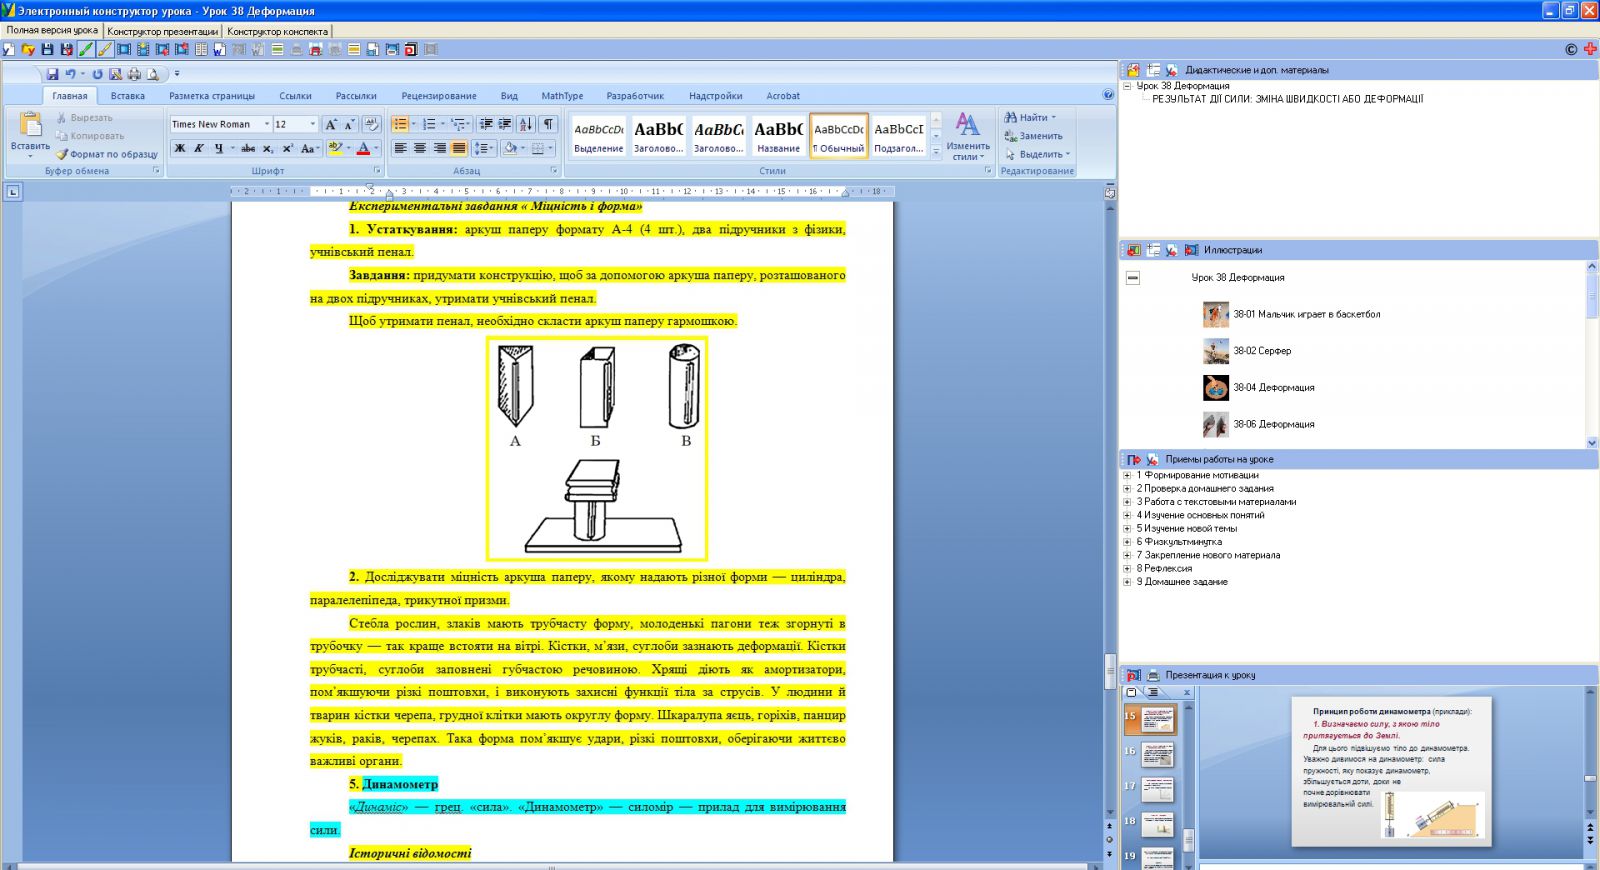 Электронный конструктор урока - Урок 38 Деформация
Полная версия урока
Конструктор презентации
Конструктор конспекта
Главная
Вставка
Разметка страницы
Ссылки
Рассылки
Рецензирование
Вид
MathType
Разработчик
Надстройки
Acrobat
Вставить
Вырезать
Копировать
Формат по образцу
Буфер обмена
Times New Roman
12
Ж К Ч abc x₂ x² Aa
Шрифт
Абзац
АаBbCcDc
Выделение
AaBbC
Заголово...
AaBbC
Заголово...
AaBbC
Название
AaBbCcDc
¶ Обычный
AaBbCcI
Подзагол...
Изменить
стили
Стили
Найти
Заменить
Выделить
Редактирование
Експериментальні завдання « Міцність і форма»
1. Устаткування: аркуш паперу формату А-4 (4 шт.), два підручники з фізики,
учнівський пенал.
Завдання: придумати конструкцію, щоб за допомогою аркуша паперу, розташованого
на двох підручниках, утримати учнівський пенал.
Щоб утримати пенал, необхідно скласти аркуш паперу гармошкою.
А Б В
2. Досліджувати міцність аркуша паперу, якому надають різної форми — циліндра,
паралелепіпеда, трикутної призми.
Стебла рослин, злаків мають трубчасту форму, молоденькі пагони теж згорнуті в
трубочку — так краще встояти на вітрі. Кістки, м’язи, суглоби зазнають деформації. Кістки
трубчасті, суглоби заповнені губчастою речовиною. Хрящі діють як амортизатори,
пом’якшуючи різкі поштовхи, і виконують захисні функції тіла за струсів. У людини й
тварин кістки черепа, грудної клітки мають округлу форму. Шкаралупа яєць, горіхів, панцир
жуків, раків, черепах. Така форма пом’якшує удари, різкі поштовхи, оберігаючи життєво
важливі органи.
5. Динамометр
«Динаміс» — грец. «сила». «Динамометр» — силомір — прилад для вимірювання
сили.
Історичні відомості
Дидактические и доп. материалы
Урок 38 Деформация
РЕЗУЛЬТАТ ДІЇ СИЛИ: ЗМІНА ШВИДКОСТІ АБО ДЕФОРМАЦІЇ
Иллюстрации
Урок 38 Деформация
38-01 Мальчик играет в баскетбол
38-02 Серфер
38-04 Деформация
38-06 Деформация
Приемы работы на уроке
1 Формирование мотивации
2 Проверка домашнего задания
3 Работа с текстовыми материалами
4 Изучение основных понятий
5 Изучение новой темы
6 Физкультминутка
7 Закрепление нового материала
8 Рефлексия
9 Домашнее задание
Презентация к уроку
15
16
17
18
19
Принцип роботи динамометра (приклади):
1. Визначаємо силу, з якою тіло
притягується до Землі.
Для цього підвішуємо тіло до динамометра.
Уважно дивимося на динамометр: сила
пружності, яку показує динамометр,
збільшується доти, доки не
почне дорівнювати
вимірювальній силі.